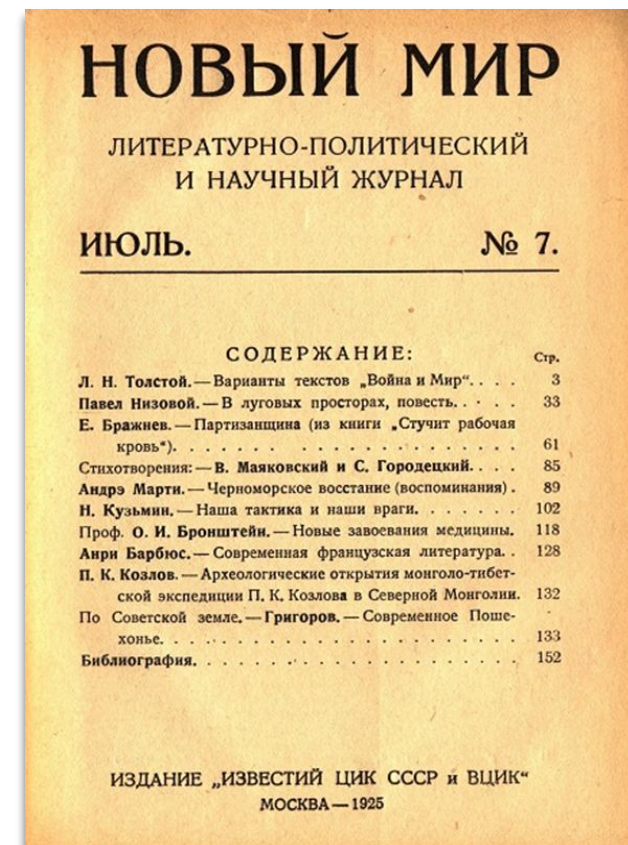 НОВЫЙ МИР
ЛИТЕРАТУРНО-ПОЛИТИЧЕСКИЙ
И НАУЧНЫЙ ЖУРНАЛ
ИЮЛЬ. № 7.
СОДЕРЖАНИЕ:
Стр.
Л. Н. Толстой.—Варианты текстов „Война и Мир“. . . . 3
Павел Низовой.—В луговых просторах, повесть. . . . . 33
Е. Бражнев.—Партизанщина (из книги „Стучит рабочая
кровь“). . . . . . . . . . . . . . . . . . 61
Стихотворения:—В. Маяковский и С. Городецкий. . . . 85
Андрэ Марти.—Черноморское восстание (воспоминания) . 89
Н. Кузьмин.—Наша тактика и наши враги. . . . . . . 102
Проф. О. И. Бронштейн.—Новые завоевания медицины. 118
Анри Барбюс.—Современная французская литература. . 128
П. К. Козлов.—Археологические открытия монголо-тибет-
ской экспедиции П. К. Козлова в Северной Монголии. 132
По Советской земле.—Григоров.—Современное Поше-
хонье. . . . . . . . . . . . . . . . . . . 133
Библиография. . . . . . . . . . . . . . . . . 152
ИЗДАНИЕ „ИЗВЕСТИЙ ЦИК СССР и ВЦИК“
МОСКВА—1925